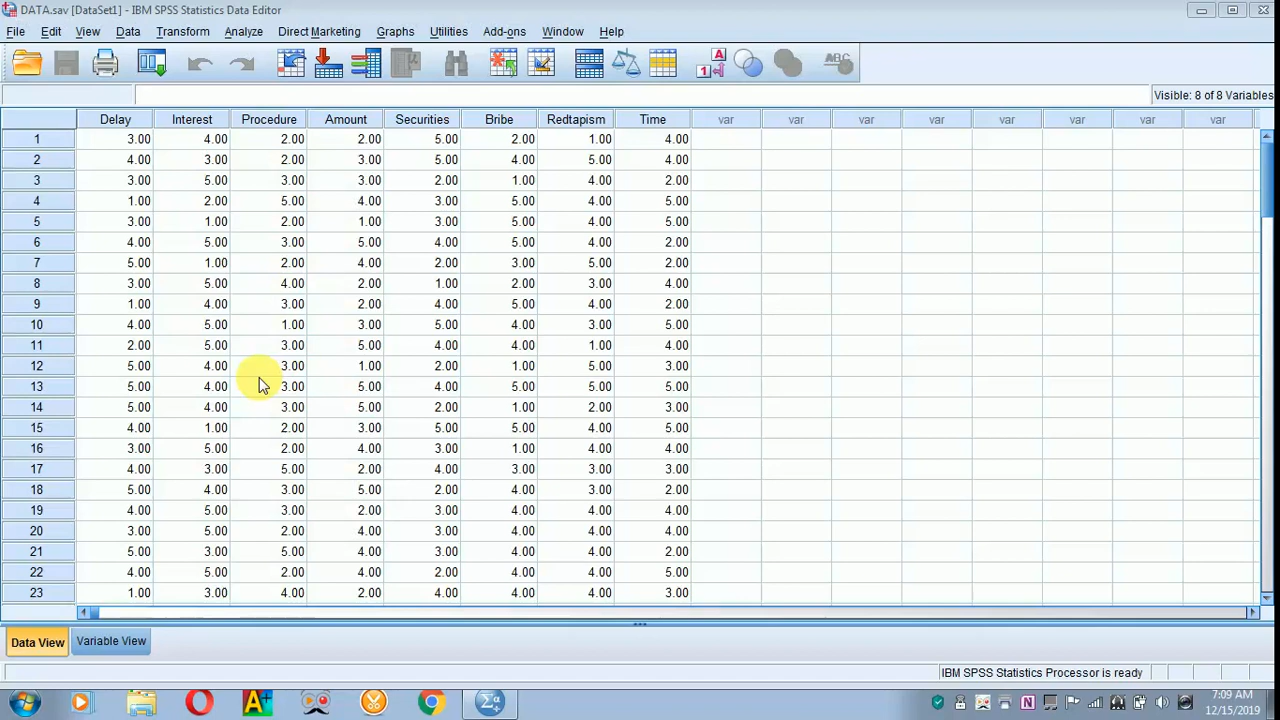 DATA.sav [DataSet1] - IBM SPSS Statistics Data Editor
File Edit View Data Transform Analyze Direct Marketing Graphs Utilities Add-ons Window Help
A 1 ABC
Visible: 8 of 8 Variables
Delay Interest Procedure Amount Securities Bribe Redtapism Time var var var var var var var var
1 3.00 4.00 2.00 2.00 5.00 2.00 1.00 4.00
2 4.00 3.00 2.00 3.00 5.00 4.00 5.00 4.00
3 3.00 5.00 3.00 3.00 2.00 1.00 4.00 2.00
4 1.00 2.00 5.00 4.00 3.00 5.00 4.00 5.00
5 3.00 1.00 2.00 1.00 3.00 5.00 4.00 5.00
6 4.00 5.00 3.00 5.00 4.00 5.00 4.00 2.00
7 5.00 1.00 2.00 4.00 2.00 3.00 5.00 2.00
8 3.00 5.00 4.00 2.00 1.00 2.00 3.00 4.00
9 1.00 4.00 3.00 2.00 4.00 5.00 4.00 2.00
10 4.00 5.00 1.00 3.00 5.00 4.00 3.00 5.00
11 2.00 5.00 3.00 5.00 4.00 4.00 1.00 4.00
12 5.00 4.00 3.00 1.00 2.00 1.00 5.00 3.00
13 5.00 4.00 3.00 5.00 4.00 5.00 5.00 5.00
14 5.00 4.00 3.00 5.00 2.00 1.00 2.00 3.00
15 4.00 1.00 2.00 3.00 5.00 5.00 4.00 5.00
16 3.00 5.00 2.00 4.00 3.00 1.00 4.00 3.00
17 4.00 3.00 5.00 2.00 4.00 3.00 3.00 3.00
18 5.00 4.00 3.00 5.00 2.00 4.00 3.00 2.00
19 4.00 5.00 3.00 2.00 3.00 4.00 4.00 4.00
20 3.00 5.00 2.00 4.00 3.00 4.00 4.00 4.00
21 5.00 3.00 5.00 4.00 3.00 4.00 4.00 2.00
22 4.00 5.00 2.00 4.00 2.00 4.00 4.00 5.00
23 1.00 3.00 4.00 2.00 4.00 4.00 4.00 3.00
Data View Variable View
IBM SPSS Statistics Processor is ready
7:09 AM
12/15/2019